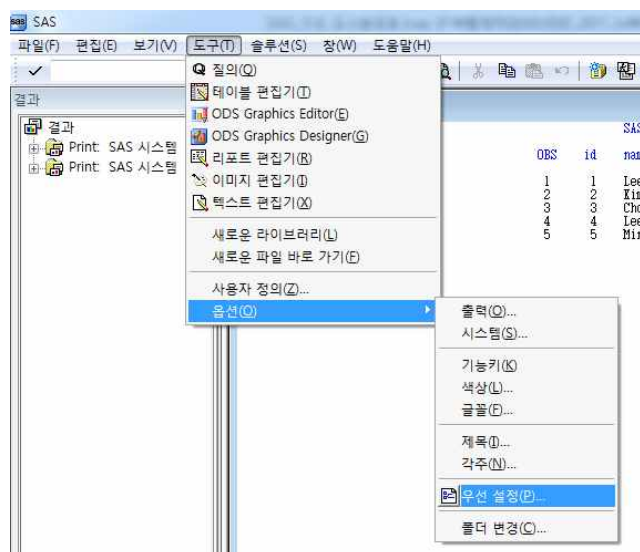 SAS
파일(F) 편집(E) 보기(V) 도구(T) 솔루션(S) 창(W) 도움말(H)
결과
결과
Print: SAS 시스템
Print: SAS 시스템
질의(Q)
테이블 편집기(T)
ODS Graphics Editor(E)
ODS Graphics Designer(G)
리포트 편집기(R)
이미지 편집기(I)
텍스트 편집기(X)
새로운 라이브러리(L)
새로운 파일 바로 가기(F)
사용자 정의(Z)...
옵션(O)
출력(O)...
시스템(S)...
기능키(K)
색상(L)...
글꼴(F)...
제목(I)...
각주(N)...
우선 설정(P)...
폴더 변경(C)...
SAS
OBS id
1 1 Lee
2 2 Kim
3 3 Cho
4 4 Lee
5 5 Min